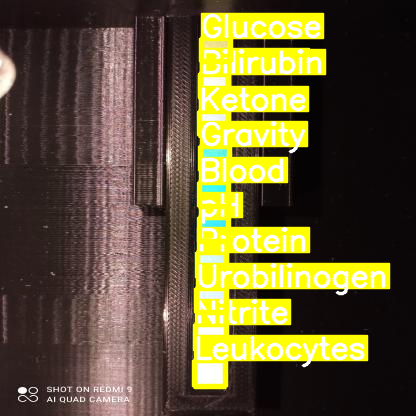 Glucose
Bilirubin
Ketone
Gravity
Blood
pH
Protein
Urobilinogen
Nitrite
Leukocytes
SHOT ON REDMI 9
AI QUAD CAMERA